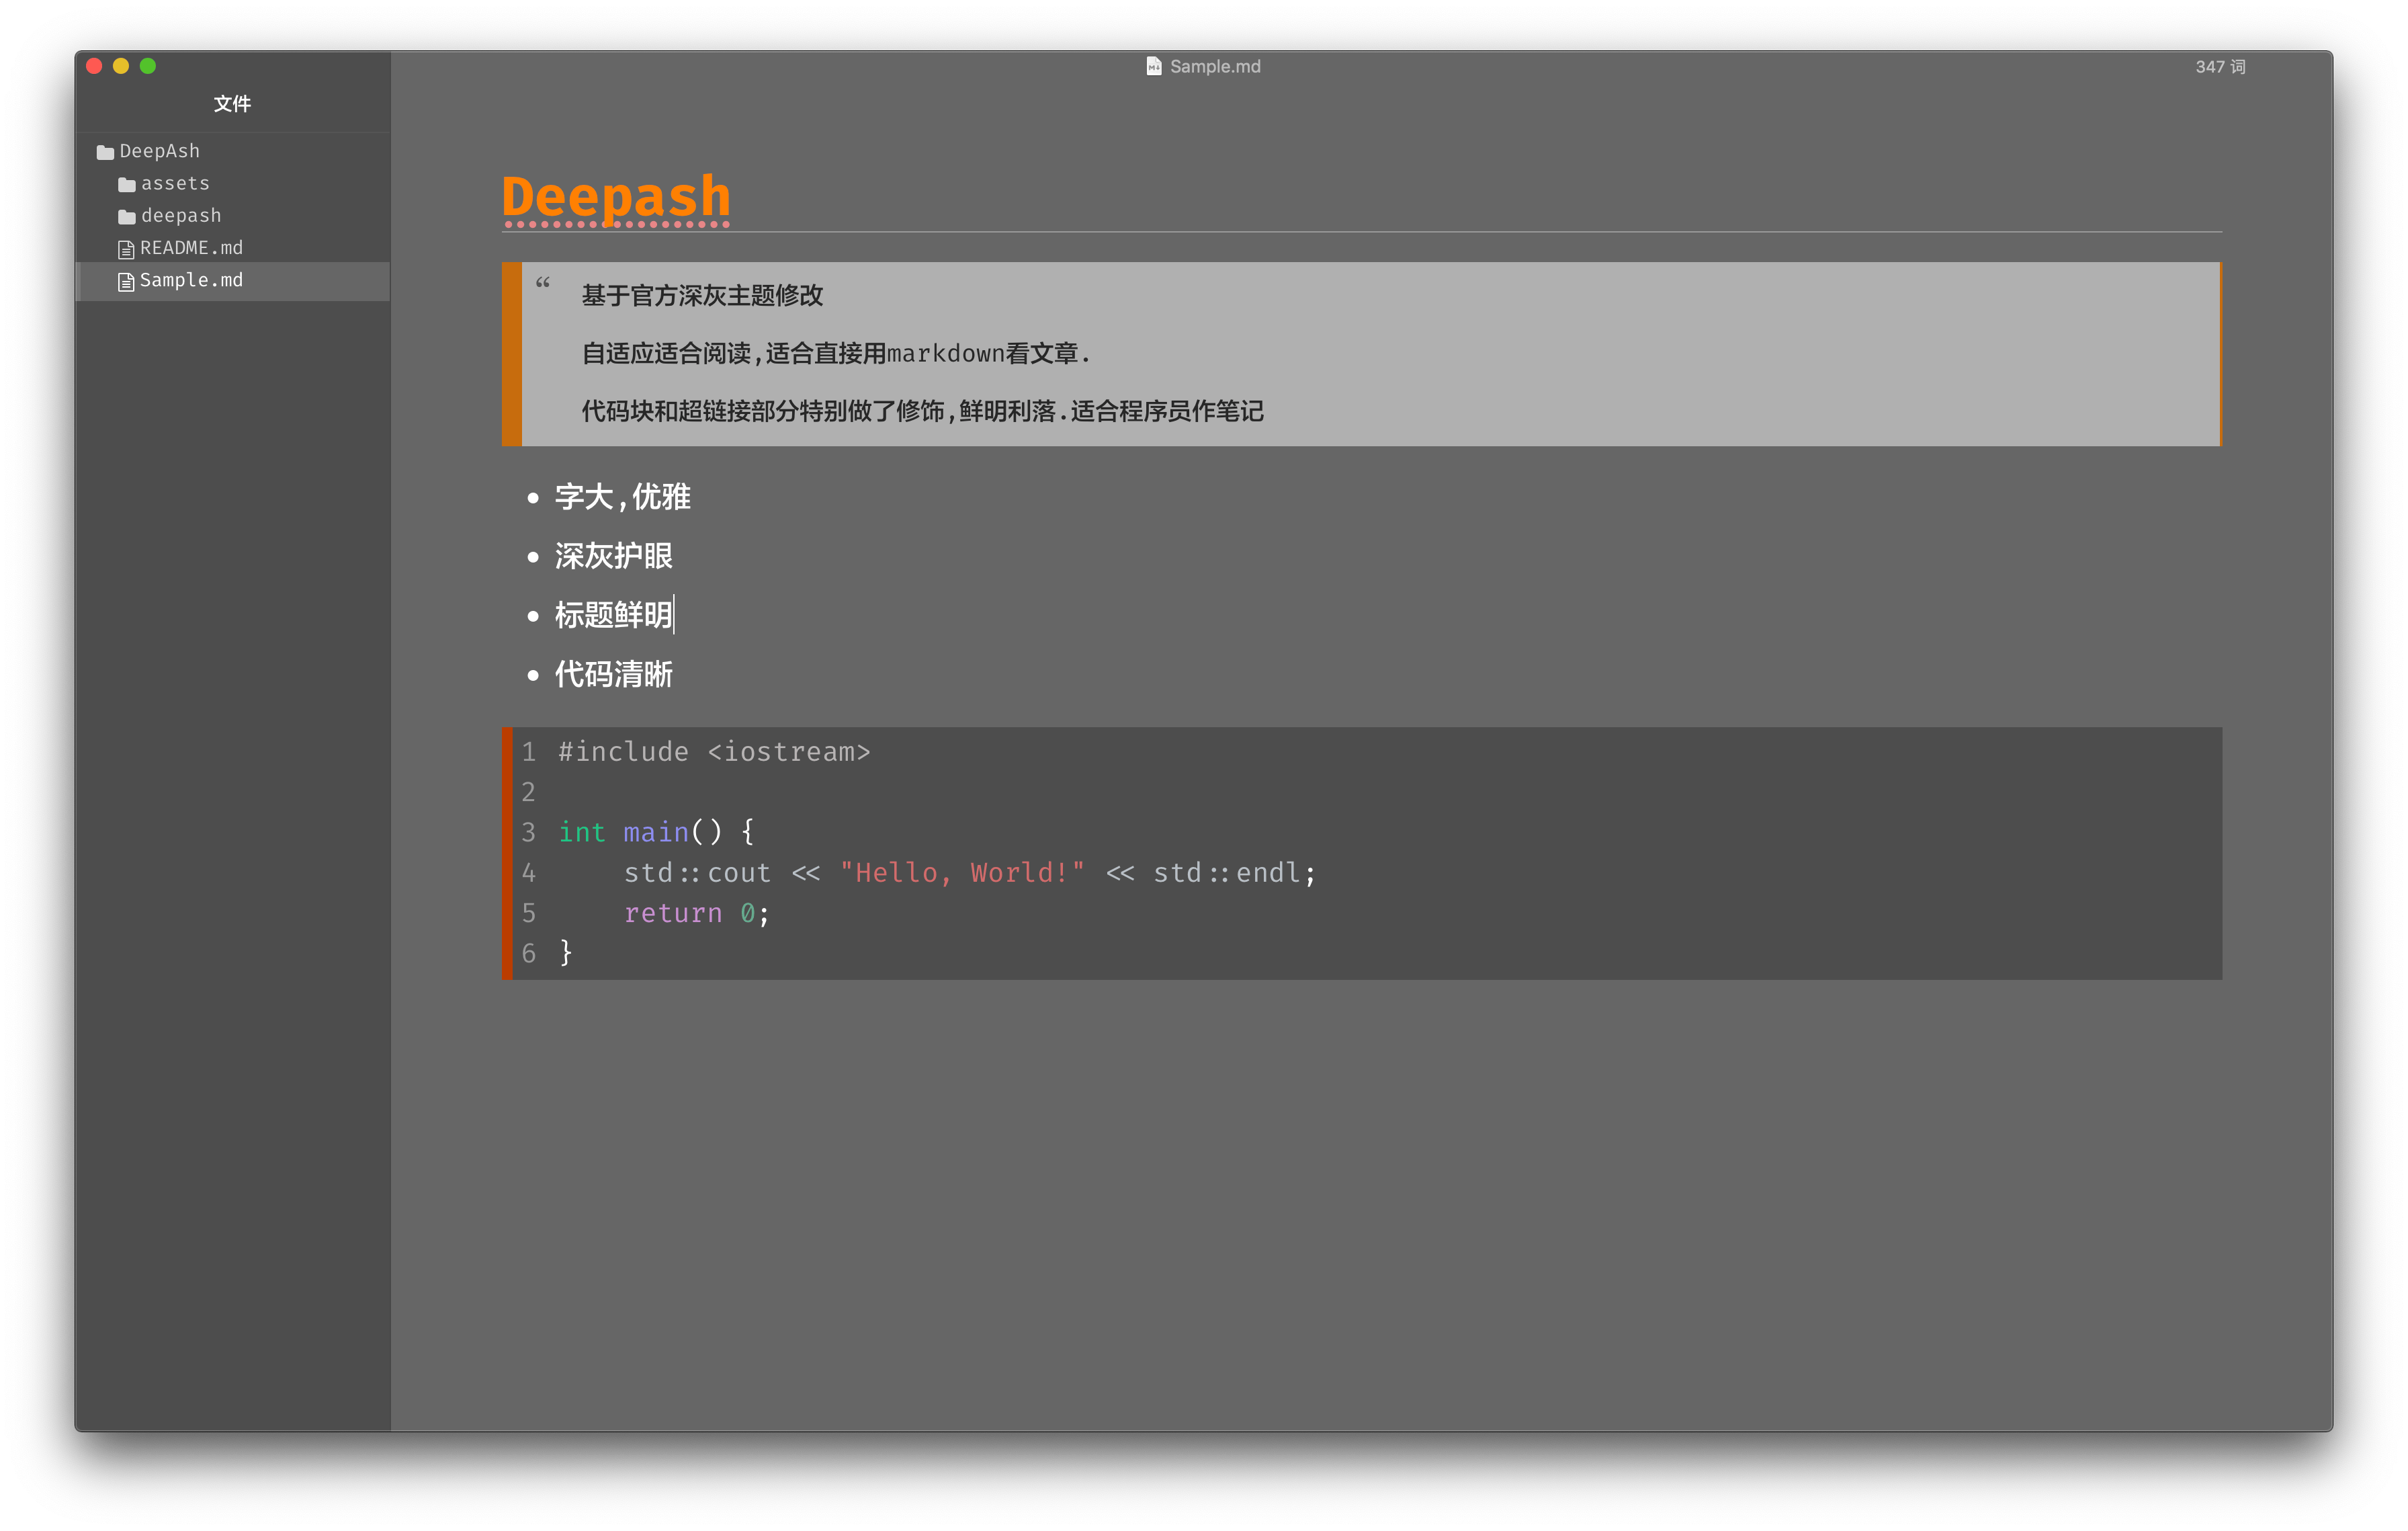 Sample.md
347 词
文件
DeepAsh
assets
deepash
README.md
Sample.md
Deepash
“
基于官方深灰主题修改
自适应适合阅读,适合直接用markdown看文章.
代码块和超链接部分特别做了修饰,鲜明利落.适合程序员作笔记
• 字大,优雅
• 深灰护眼
• 标题鲜明
• 代码清晰
1 #include <iostream>
2
3 int main() {
4     std::cout << "Hello, World!" << std::endl;
5     return 0;
6 }